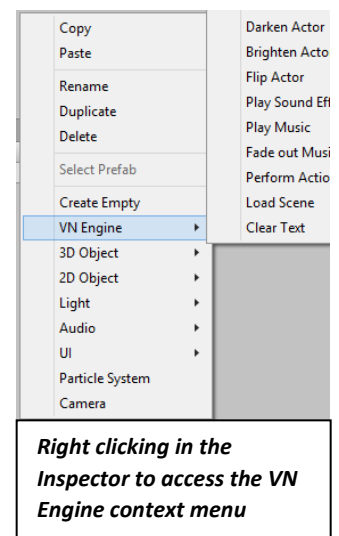 Copy
Paste
Rename
Duplicate
Delete
Select Prefab
Create Empty
VN Engine
3D Object
2D Object
Light
Audio
UI
Particle System
Camera
Darken Actor
Brighten Acto
Flip Actor
Play Sound Eff
Play Music
Fade out Musi
Perform Actio
Load Scene
Clear Text
Right clicking in the
Inspector to access the VN
Engine context menu